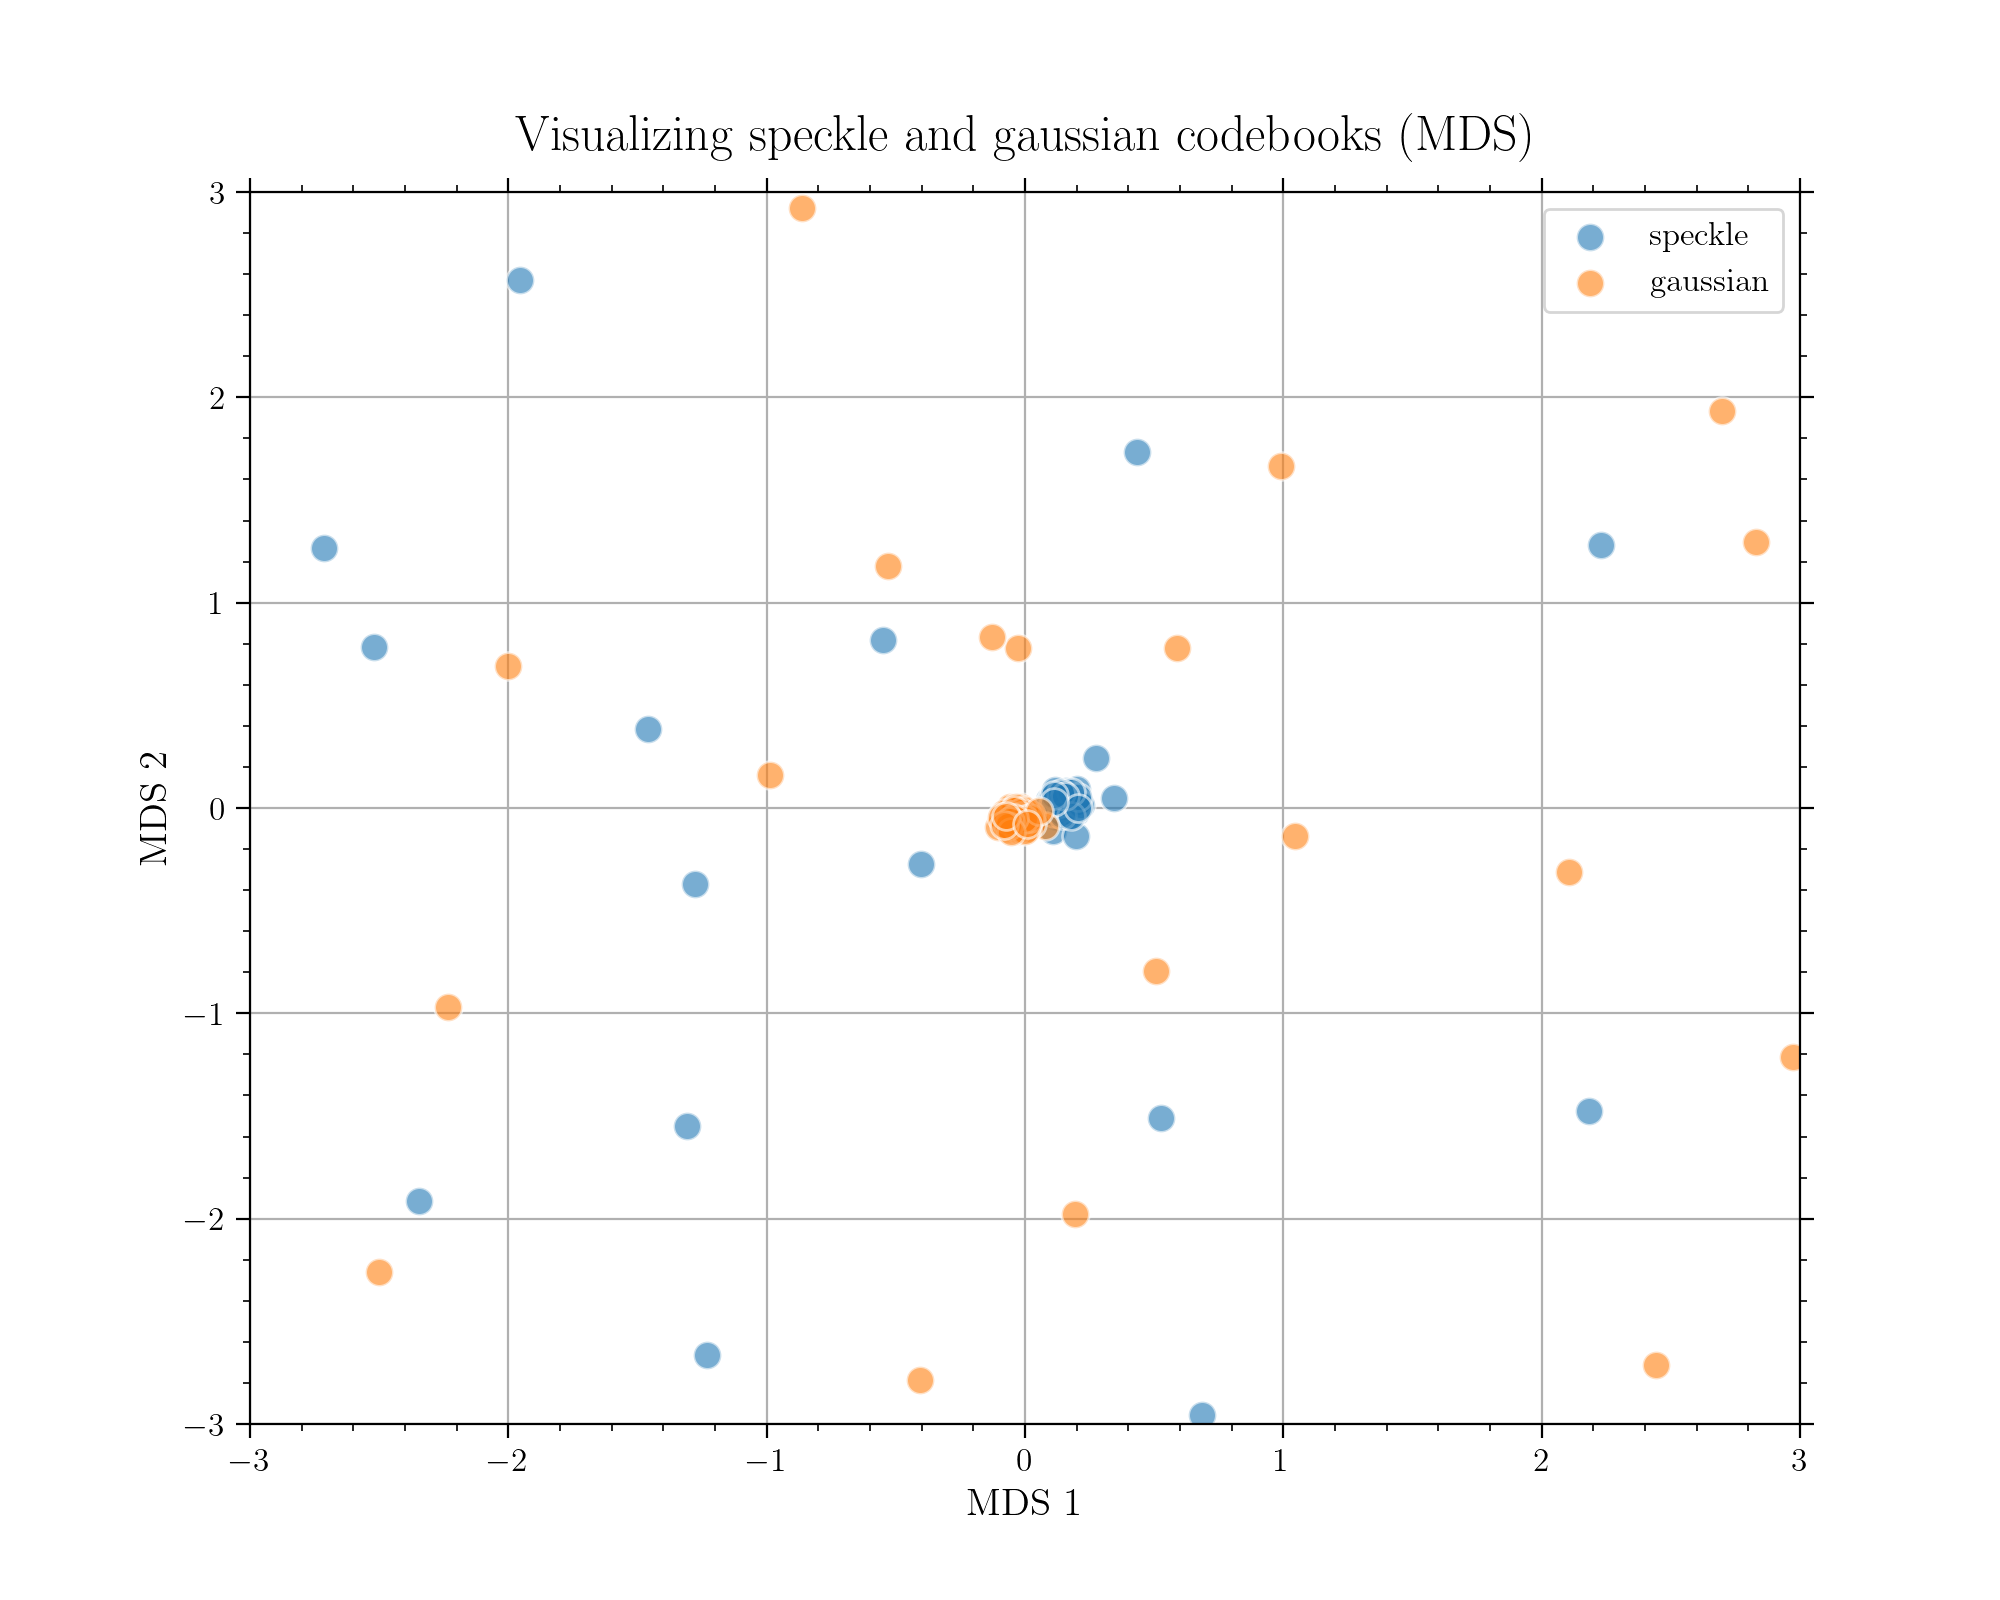 Visualizing speckle and gaussian codebooks (MDS)
speckle
gaussian
MDS 2
3
2
1
0
−1
−2
−3
−3
−2
−1
0
1
2
3
MDS 1